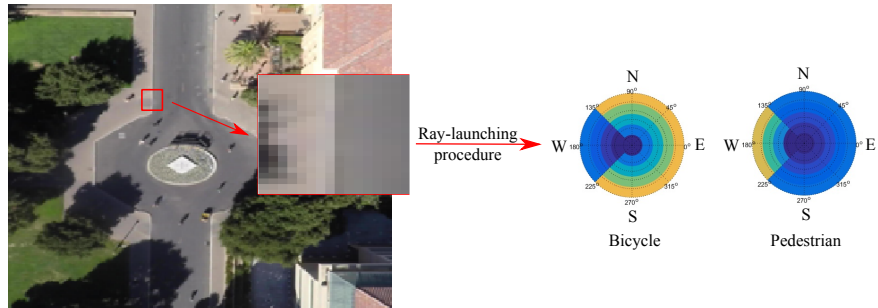 N
90°
135°
45°
W
180°
0°
E
225°
315°
270°
S
Bicycle
N
90°
135°
45°
W
180°
0°
E
225°
315°
270°
S
Pedestrian
Ray-launching
procedure